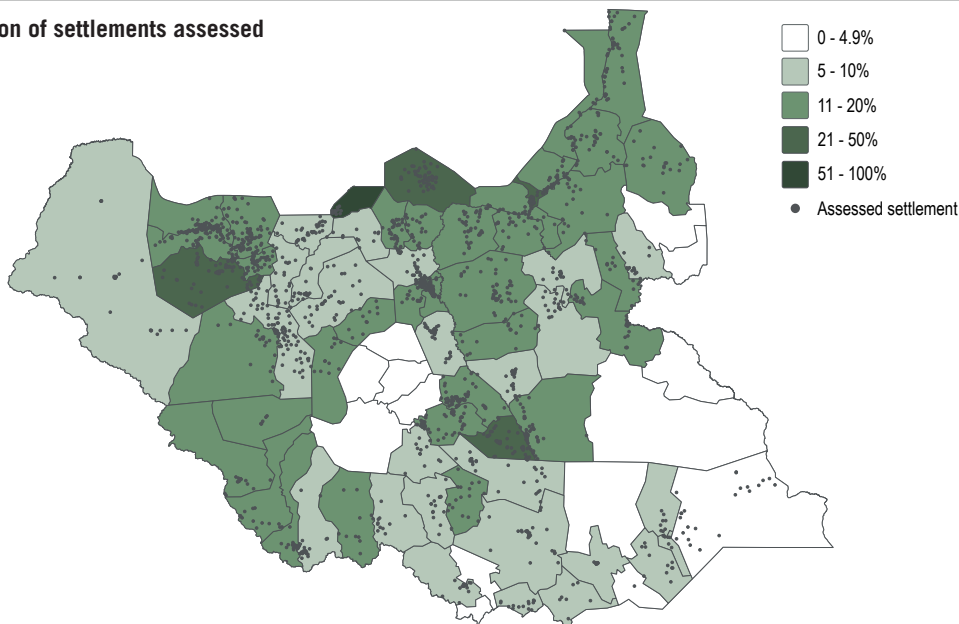 on of settlements assessed
0 - 4.9%
5 - 10%
11 - 20%
21 - 50%
51 - 100%
Assessed settlement